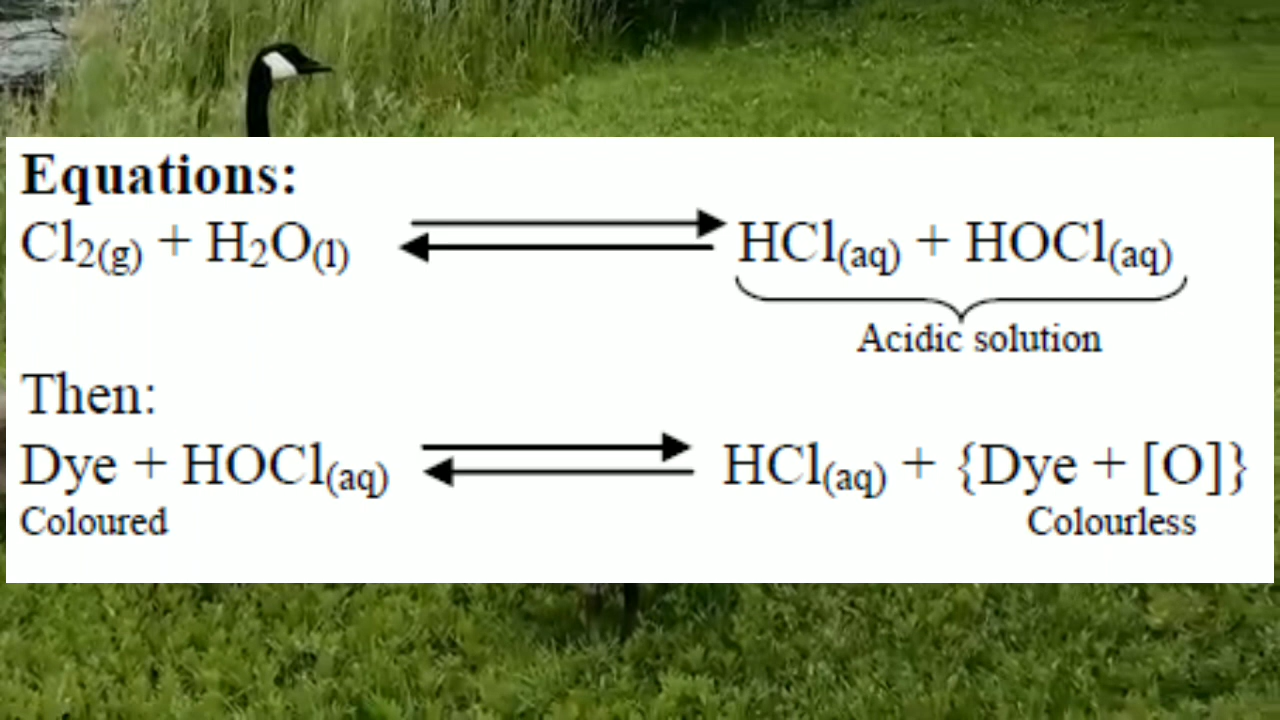 Equations:
Cl₂(g) + H₂O(l) ⇌ HCl(aq) + HOCl(aq)
Acidic solution
Then:
Dye + HOCl(aq) ⇌ HCl(aq) + {Dye + [O]}
Coloured Colourless